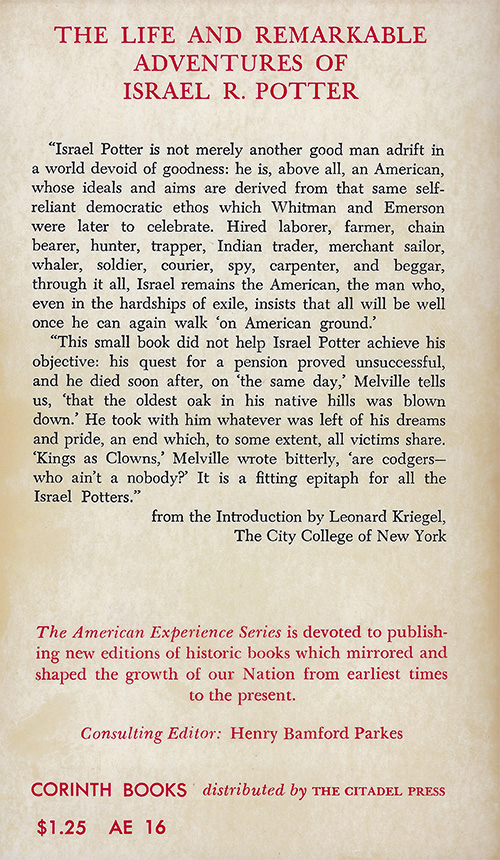 THE LIFE AND REMARKABLE
ADVENTURES OF
ISRAEL R. POTTER
“Israel Potter is not merely another good man adrift in
a world devoid of goodness: he is, above all, an American,
whose ideals and aims are derived from that same self-
reliant democratic ethos which Whitman and Emerson
were later to celebrate. Hired laborer, farmer, chain
bearer, hunter, trapper, Indian trader, merchant sailor,
whaler, soldier, courier, spy, carpenter, and beggar,
through it all, Israel remains the American, the man who,
even in the hardships of exile, insists that all will be well
once he can again walk ‘on American ground.’
“This small book did not help Israel Potter achieve his
objective: his quest for a pension proved unsuccessful,
and he died soon after, on ‘the same day,’ Melville tells
us, ‘that the oldest oak in his native hills was blown
down.’ He took with him whatever was left of his dreams
and pride, an end which, to some extent, all victims share.
‘Kings as Clowns,’ Melville wrote bitterly, ‘are codgers—
who ain’t a nobody?’ It is a fitting epitaph for all the
Israel Potters.”
from the Introduction by Leonard Kriegel,
The City College of New York
The American Experience Series is devoted to publish-
ing new editions of historic books which mirrored and
shaped the growth of our Nation from earliest times
to the present.
Consulting Editor: Henry Bamford Parkes
CORINTH BOOKS distributed by THE CITADEL PRESS
$1.25 AE 16